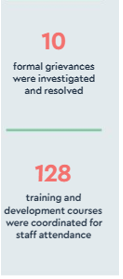 10
formal grievances
were investigated
and resolved
128
training and
development courses
were coordinated for
staff attendance